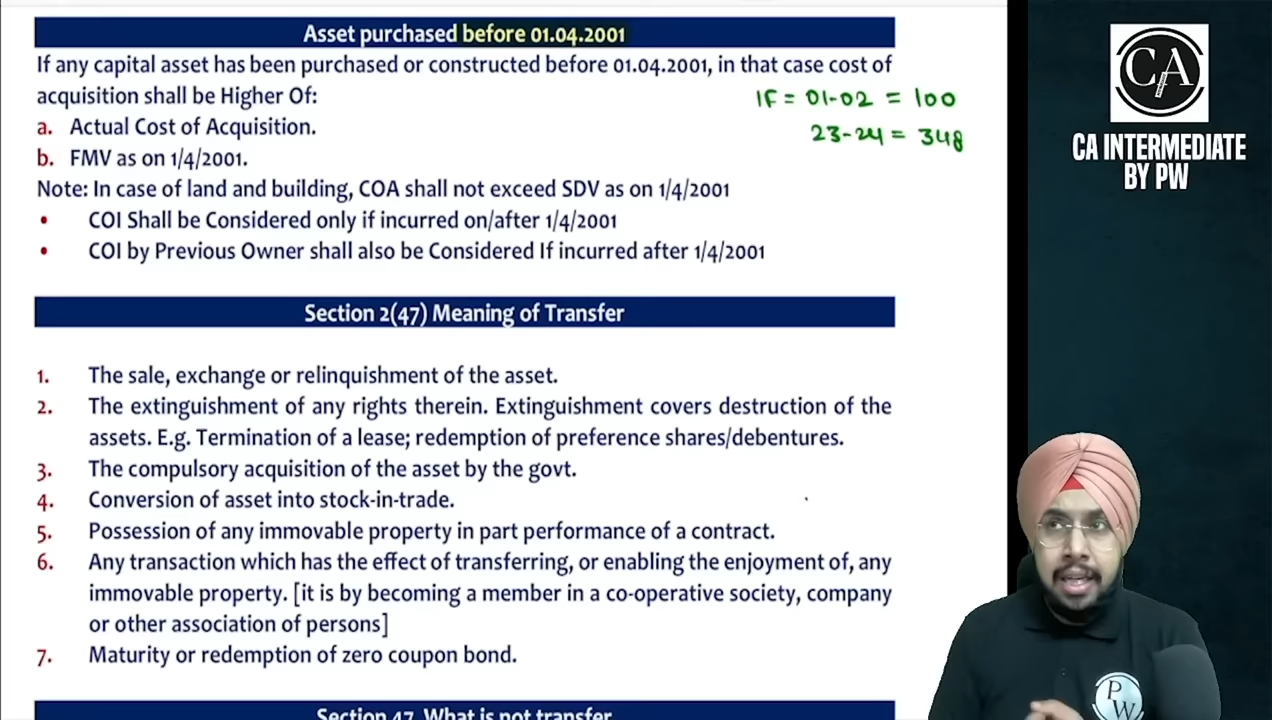 Asset purchased before 01.04.2001
If any capital asset has been purchased or constructed before 01.04.2001, in that case cost of
acquisition shall be Higher Of:
a. Actual Cost of Acquisition.
b. FMV as on 1/4/2001.
Note: In case of land and building, COA shall not exceed SDV as on 1/4/2001
• COI Shall be Considered only if incurred on/after 1/4/2001
• COI by Previous Owner shall also be Considered If incurred after 1/4/2001
IF = 01-02 = 100
23-24 = 348
Section 2(47) Meaning of Transfer
1. The sale, exchange or relinquishment of the asset.
2. The extinguishment of any rights therein. Extinguishment covers destruction of the
assets. E.g. Termination of a lease; redemption of preference shares/debentures.
3. The compulsory acquisition of the asset by the govt.
4. Conversion of asset into stock-in-trade.
5. Possession of any immovable property in part performance of a contract.
6. Any transaction which has the effect of transferring, or enabling the enjoyment of, any
immovable property. [it is by becoming a member in a co-operative society, company
or other association of persons]
7. Maturity or redemption of zero coupon bond.
Section 47 What is not transfer
CA
CA INTERMEDIATE
BY PW
P
W